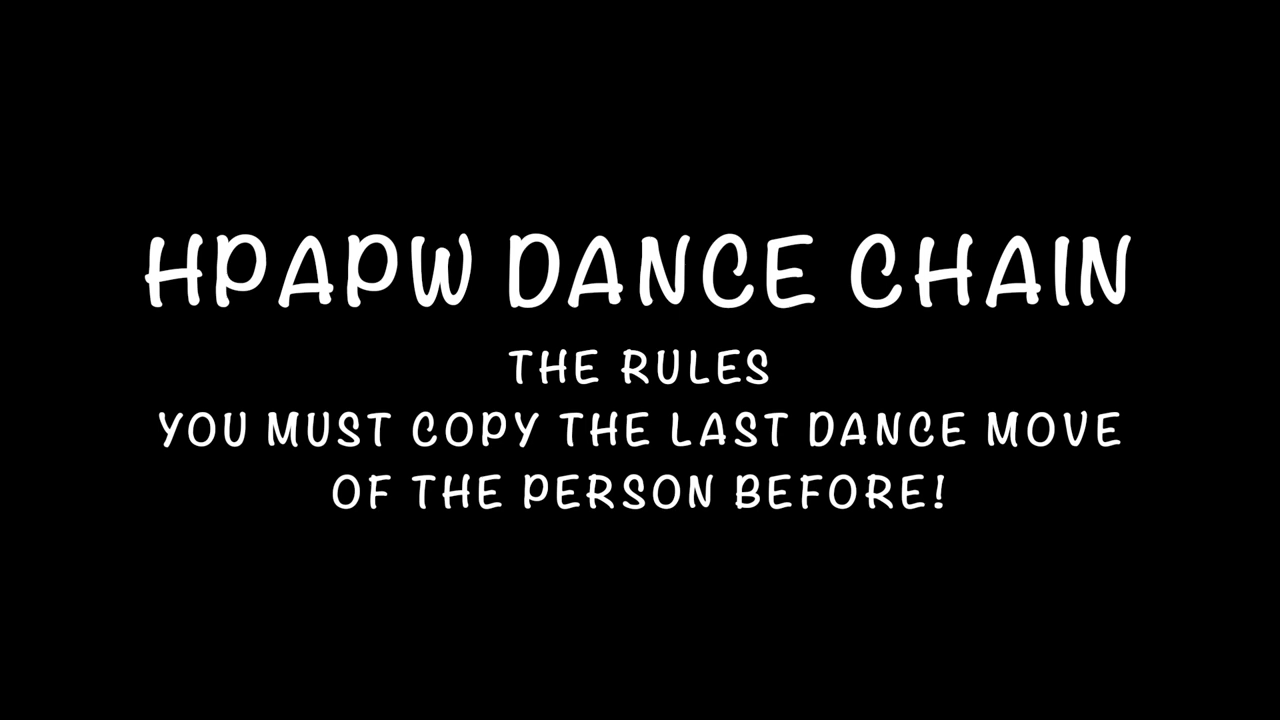 HPAPW DANCE CHAIN
THE RULES
YOU MUST COPY THE LAST DANCE MOVE
OF THE PERSON BEFORE!